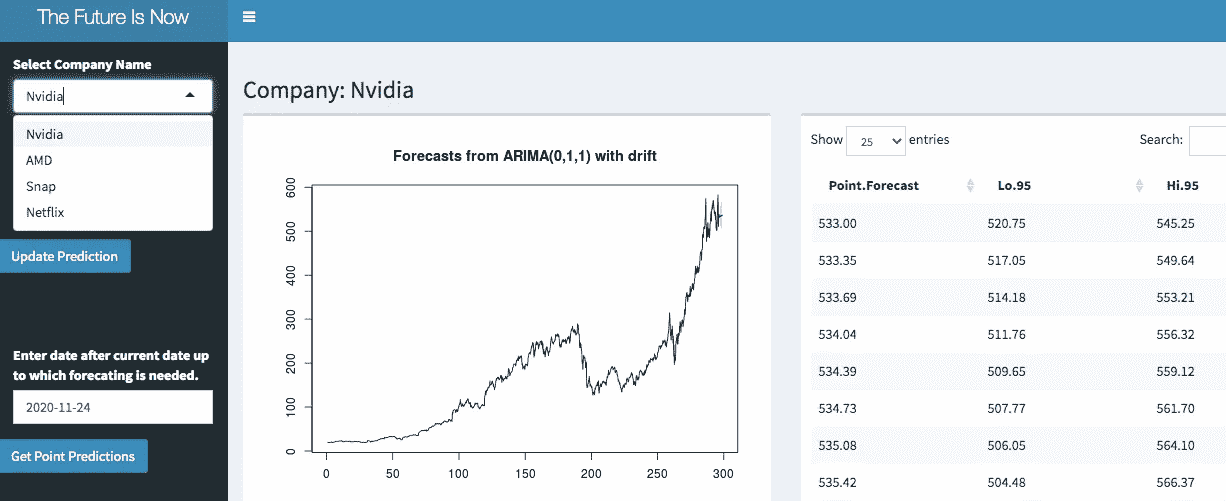 The Future Is Now
Select Company Name
Nvidia
Nvidia
AMD
Snap
Netflix
Update Prediction
Enter date after current date up
to which forecating is needed.
2020-11-24
Get Point Predictions
Company: Nvidia
Forecasts from ARIMA(0,1,1) with drift
600
500
400
300
200
100
0
0 50 100 150 200 250 300
Show 25 entries Search:
Point.Forecast Lo.95 Hi.95
533.00 520.75 545.25
533.35 517.05 549.64
533.69 514.18 553.21
534.04 511.76 556.32
534.39 509.65 559.12
534.73 507.77 561.70
535.08 506.05 564.10
535.42 504.48 566.37